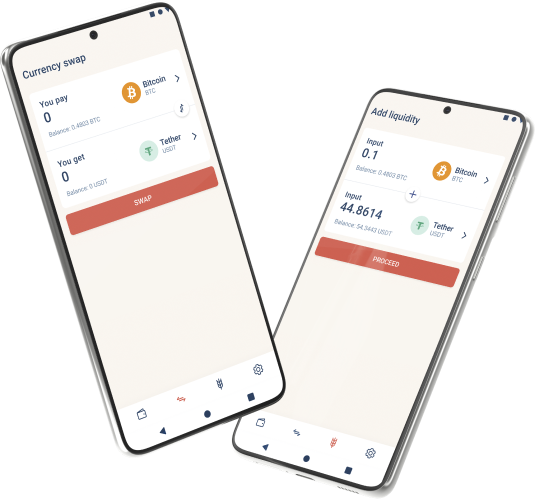 Currency swap
You pay
Bitcoin
0
BTC
Balance: 0.4803 BTC
You get
Tether
0
USDT
Balance: 0 USDT
SWAP
Add liquidity
Input
Bitcoin
0.1
BTC
Balance: 0.4803 BTC
Input
Tether
44.8614
USDT
Balance: 54.3443 USDT
PROCEED